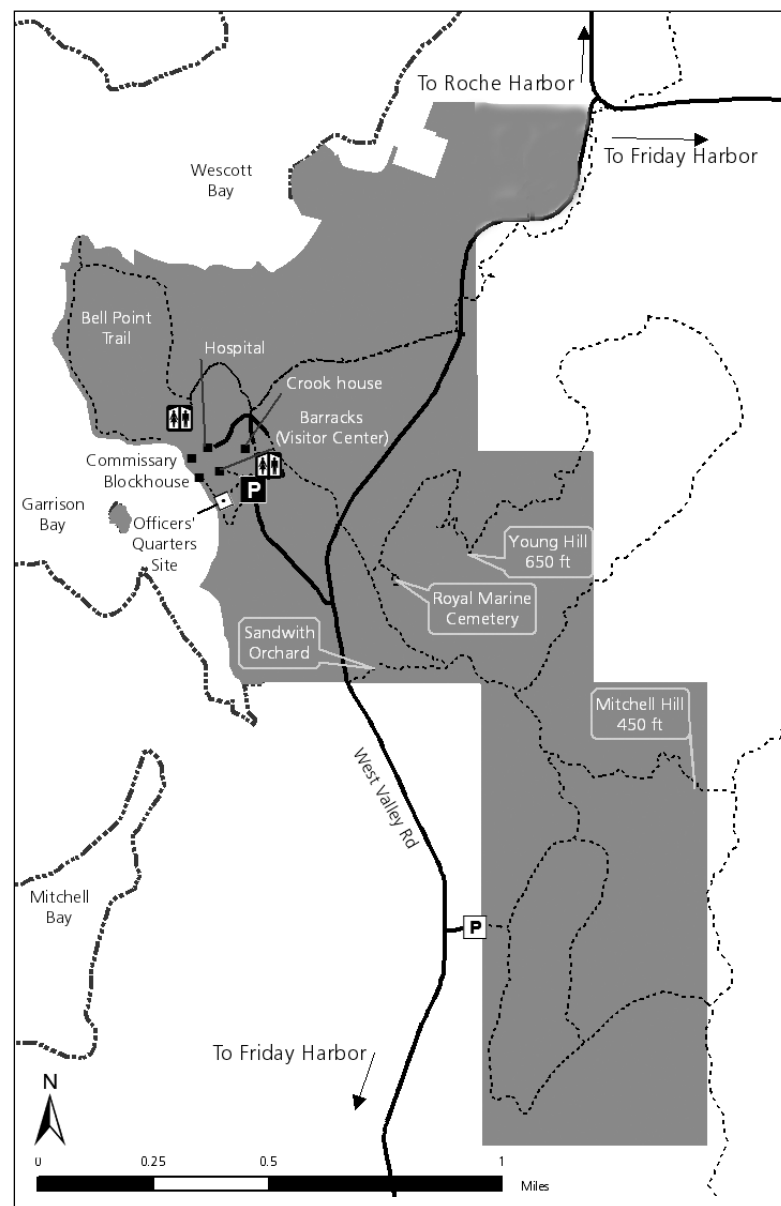 To Roche Harbor
To Friday Harbor
Wescott
Bay
Bell Point
Trail
Hospital
Crook house
Barracks
(Visitor Center)
Commissary
Blockhouse
P
Garrison
Bay
Officers'
Quarters
Site
Young Hill
650 ft
Royal Marine
Cemetery
Sandwith
Orchard
Mitchell Hill
450 ft
West Valley Rd
Mitchell
Bay
P
To Friday Harbor
N
0 0.25 0.5 1
Miles